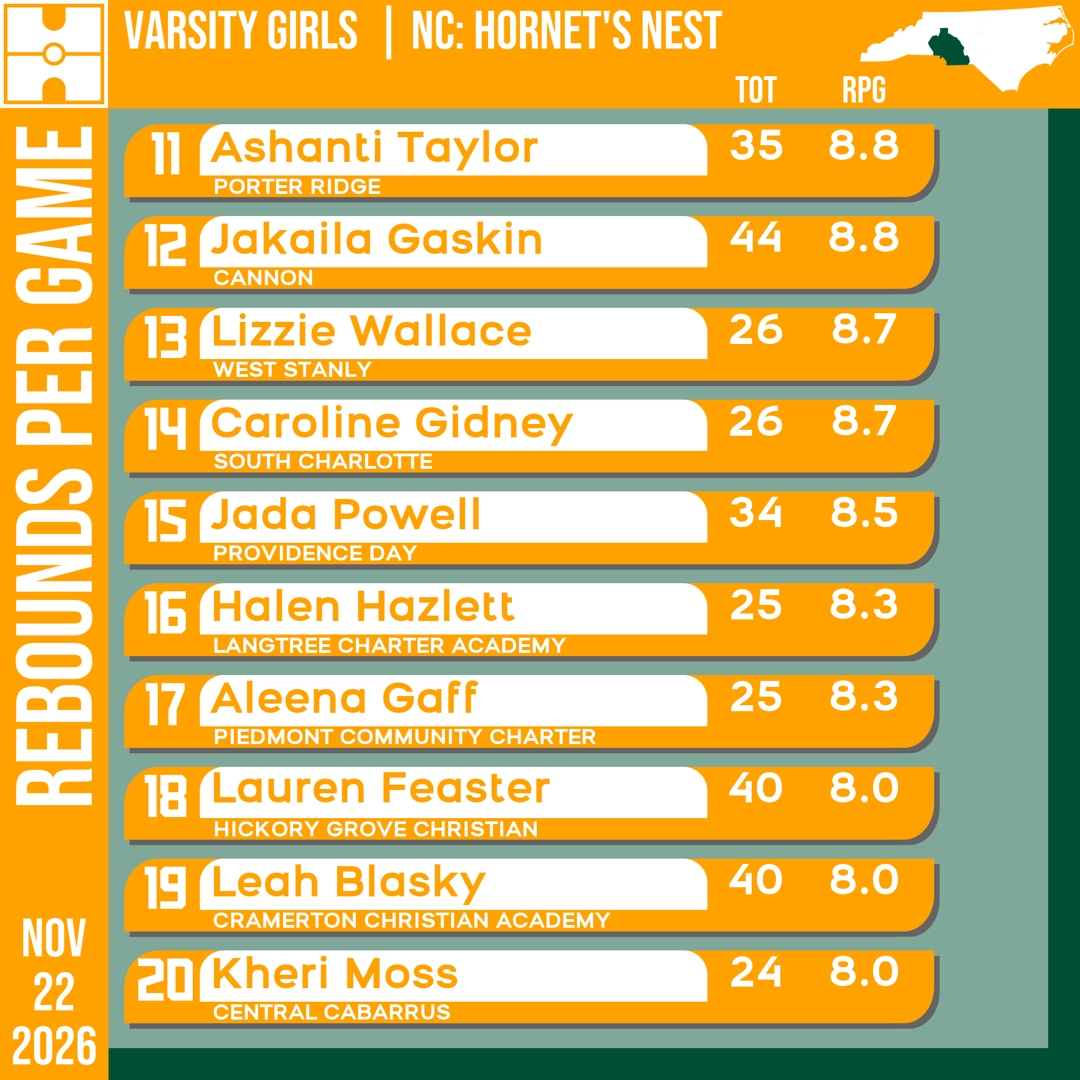 VARSITY GIRLS | NC: HORNET'S NEST
TOT RPG
REBOUNDS PER GAME
NOV
22
2026
11 Ashanti Taylor 35 8.8
PORTER RIDGE
12 Jakaila Gaskin 44 8.8
CANNON
13 Lizzie Wallace 26 8.7
WEST STANLY
14 Caroline Gidney 26 8.7
SOUTH CHARLOTTE
15 Jada Powell 34 8.5
PROVIDENCE DAY
16 Halen Hazlett 25 8.3
LANGTREE CHARTER ACADEMY
17 Aleena Gaff 25 8.3
PIEDMONT COMMUNITY CHARTER
18 Lauren Feaster 40 8.0
HICKORY GROVE CHRISTIAN
19 Leah Blasky 40 8.0
CRAMERTON CHRISTIAN ACADEMY
20 Kheri Moss 24 8.0
CENTRAL CABARRUS